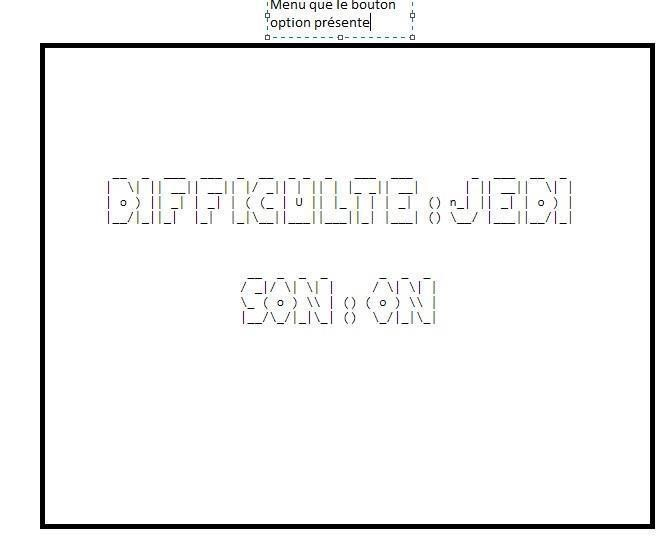 Menu que le bouton
option présente
DIFFICULTE : JEDI
SON : ON